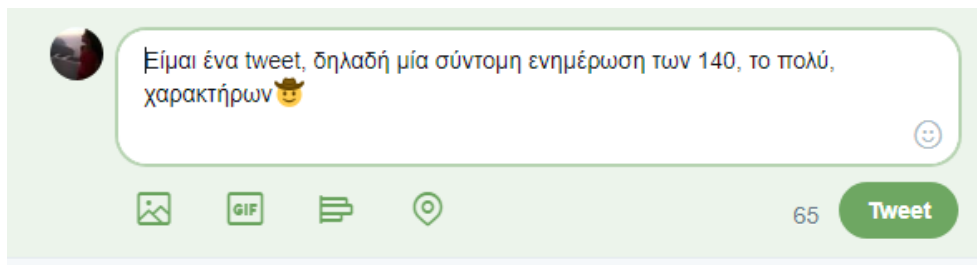 Είμαι ένα tweet, δηλαδή μία σύντομη ενημέρωση των 140, το πολύ,
χαρακτήρων🤠
GIF
65 Tweet